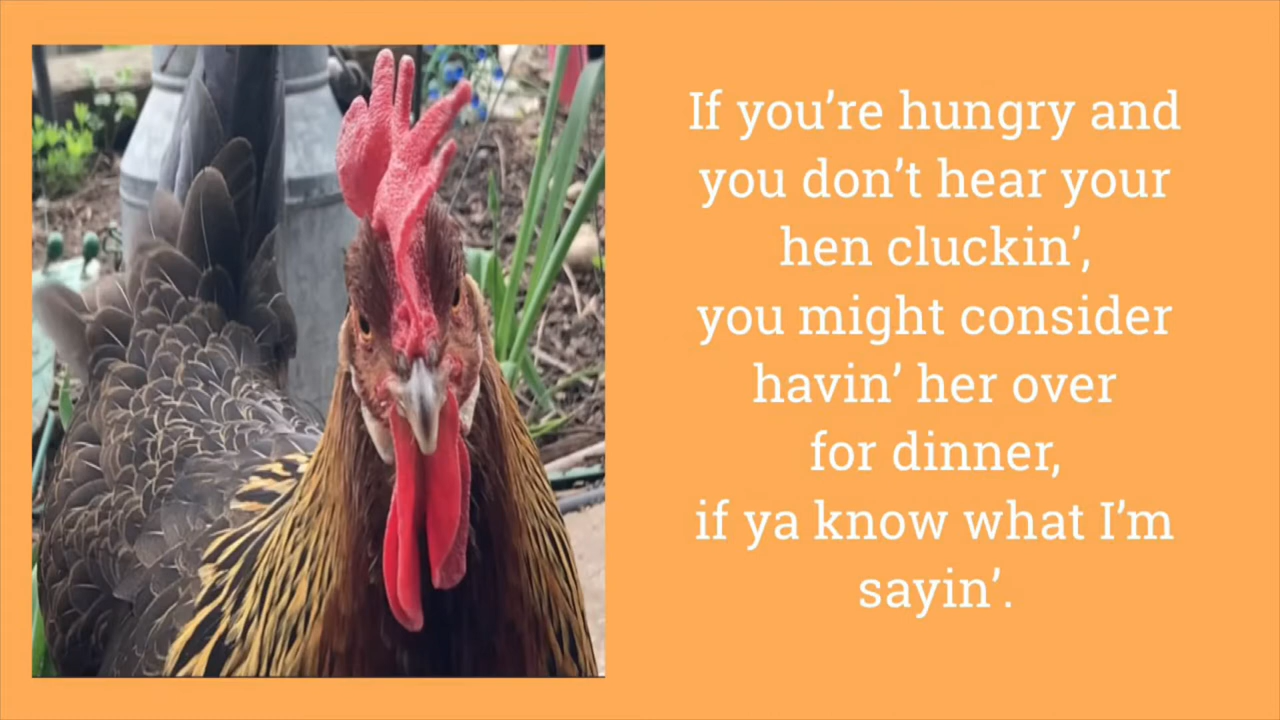 If you’re hungry and
you don’t hear your
hen cluckin’,
you might consider
havin’ her over
for dinner,
if ya know what I’m
sayin’.